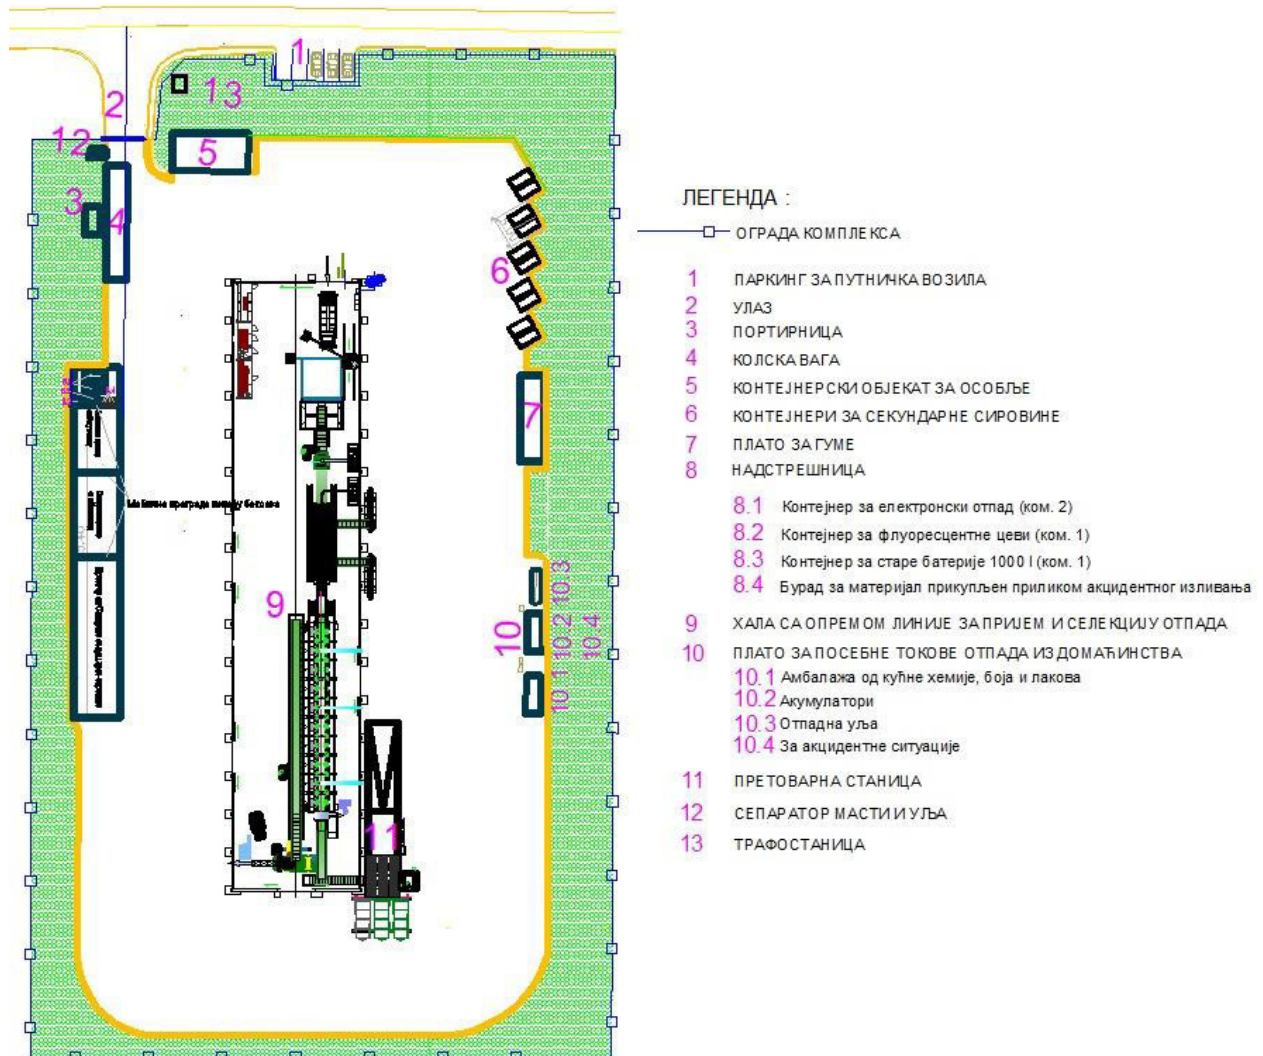 1
13
2
12
5
3
4
6
7
9
10
10.1 10.2 10.3
10.4
11
ЛЕГЕНДА :
ОГРАДА КОМПЛЕКСА
1 ПАРКИНГ ЗА ПУТНИЧКА ВОЗИЛА
2 УЛАЗ
3 ПОРТИРНИЦА
4 КОЛСКА ВАГА
5 КОНТЕЈНЕРСКИ ОБЈЕКАТ ЗА ОСОБЉЕ
6 КОНТЕЈНЕРИ ЗА СЕКУНДАРНЕ СИРОВИНЕ
7 ПЛАТО ЗА ГУМЕ
8 НАДСТРЕШНИЦА
8.1 Контејнер за електронски отпад (ком. 2)
8.2 Контејнер за флуоресцентне цеви (ком. 1)
8.3 Контејнер за старе батерије 1000 l (ком. 1)
8.4 Бурад за материјал прикупљен приликом акцидентног изливања
9 ХАЛА СА ОПРЕМОМ ЛИНИЈЕ ЗА ПРИЈЕМ И СЕЛЕКЦИЈУ ОТПАДА
10 ПЛАТО ЗА ПОСЕБНЕ ТОКОВЕ ОТПАДА ИЗ ДОМАЋИНСТВА
10.1 Амбалажа од кућне хемије, боја и лакова
10.2 Акумулатори
10.3 Отпадна уља
10.4 За акцидентне ситуације
11 ПРЕТОВАРНА СТАНИЦА
12 СЕПАРАТОР МАСТИ И УЉА
13 ТРАФОСТАНИЦА